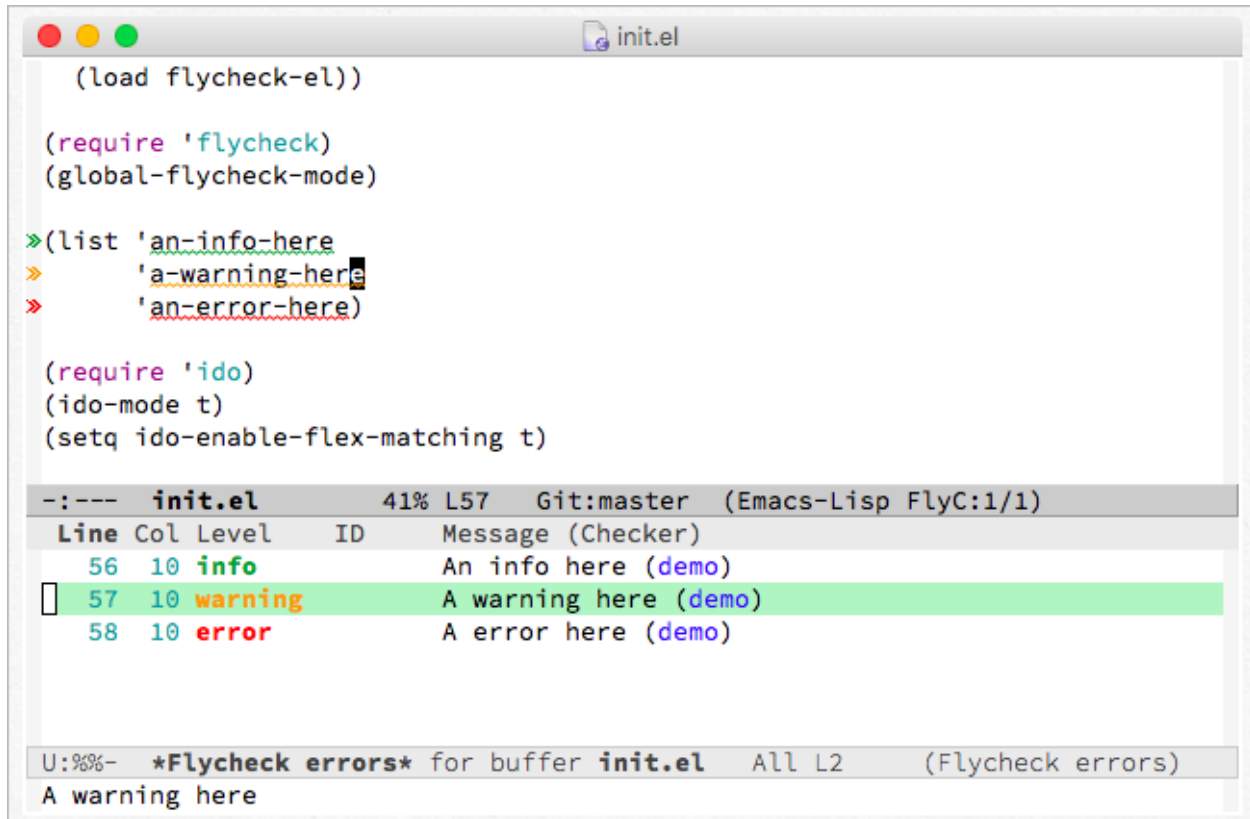 init.el
(load flycheck-el))
(require 'flycheck)
(global-flycheck-mode)
»(list 'an-info-here
» 'a-warning-here
» 'an-error-here)
(require 'ido)
(ido-mode t)
(setq ido-enable-flex-matching t)
-:--- init.el 41% L57 Git:master (Emacs-Lisp FlyC:1/1)
Line Col Level ID Message (Checker)
56 10 info An info here (demo)
57 10 warning A warning here (demo)
58 10 error A error here (demo)
U:%%- *Flycheck errors* for buffer init.el All L2 (Flycheck errors)
A warning here